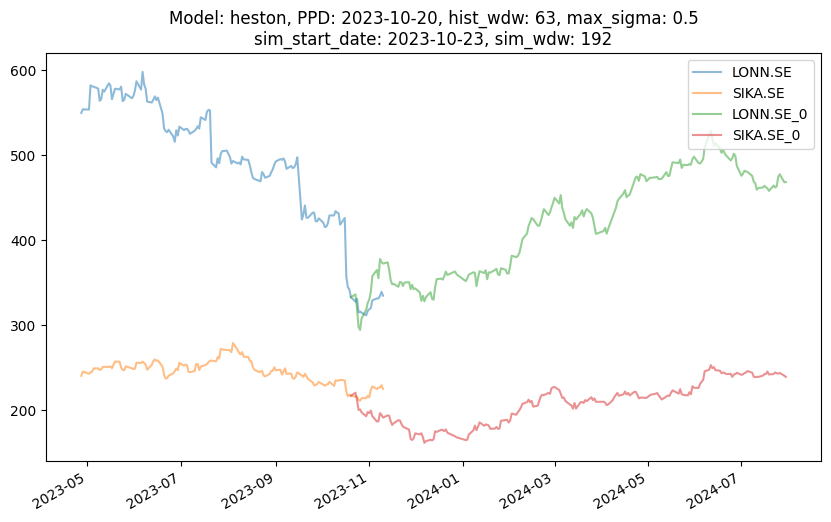 Model: heston, PPD: 2023-10-20, hist_wdw: 63, max_sigma: 0.5
sim_start_date: 2023-10-23, sim_wdw: 192
LONN.SE
SIKA.SE
LONN.SE_0
SIKA.SE_0
600
500
400
300
200
2023-05
2023-07
2023-09
2023-11
2024-01
2024-03
2024-05
2024-07